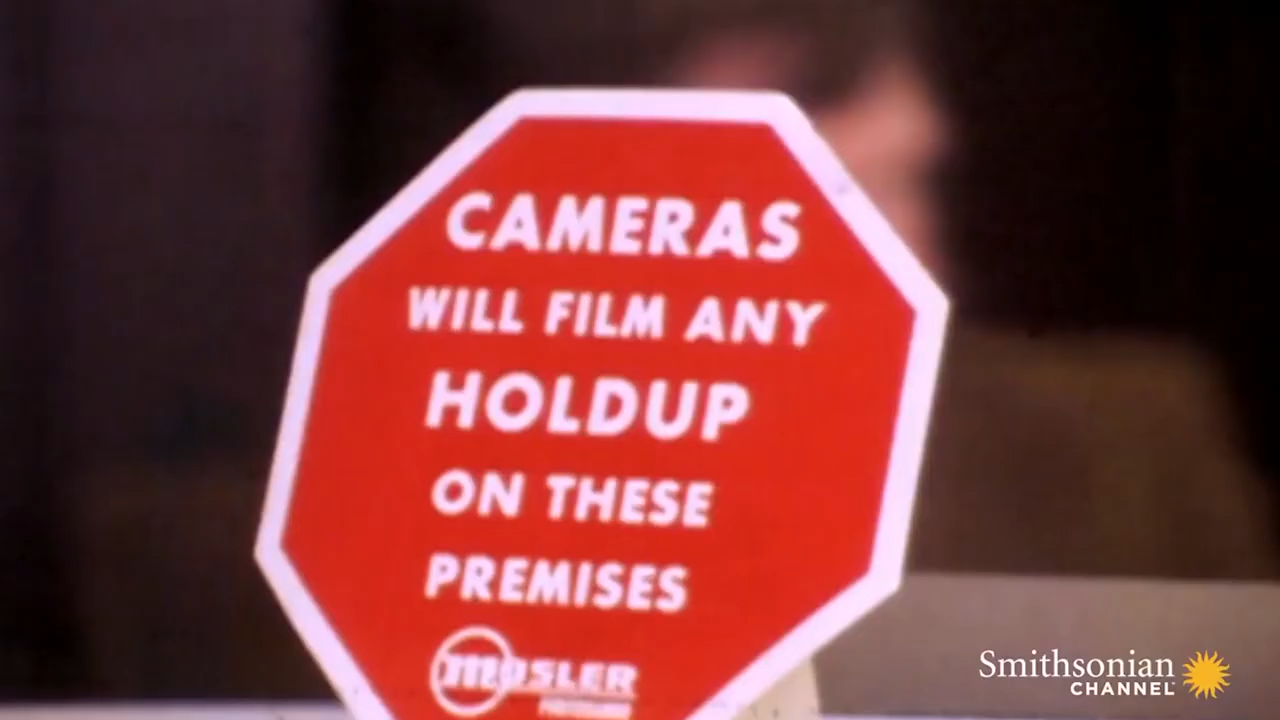 CAMERAS
WILL FILM ANY
HOLDUP
ON THESE
PREMISES
MOSLER
Smithsonian
CHANNEL